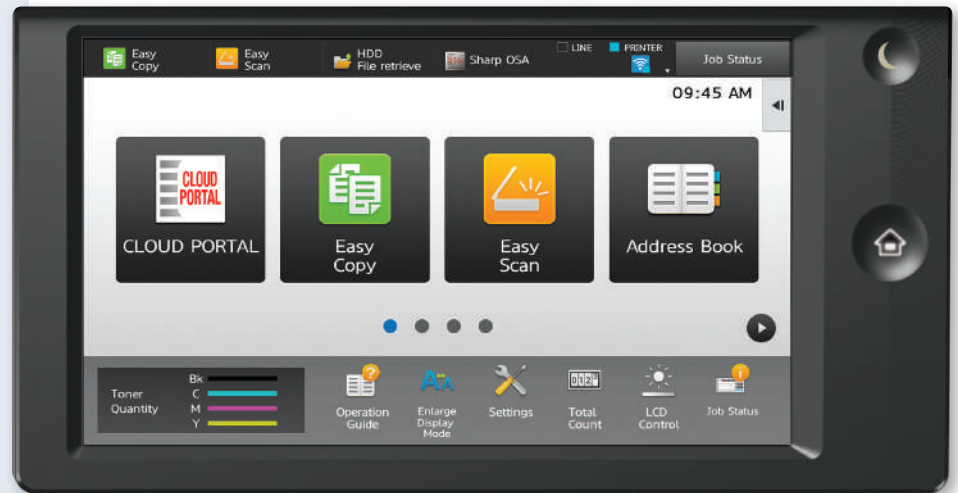 Easy
Copy
Easy
Scan
HDD
File retrieve
Sharp OSA
LINE
PRINTER
Job Status
09:45 AM
CLOUD
PORTAL
CLOUD PORTAL
Easy
Copy
Easy
Scan
Address Book
Toner
Quantity
Bk
C
M
Y
Operation
Guide
Enlarge
Display
Mode
Settings
Total
Count
LCD
Control
Job Status